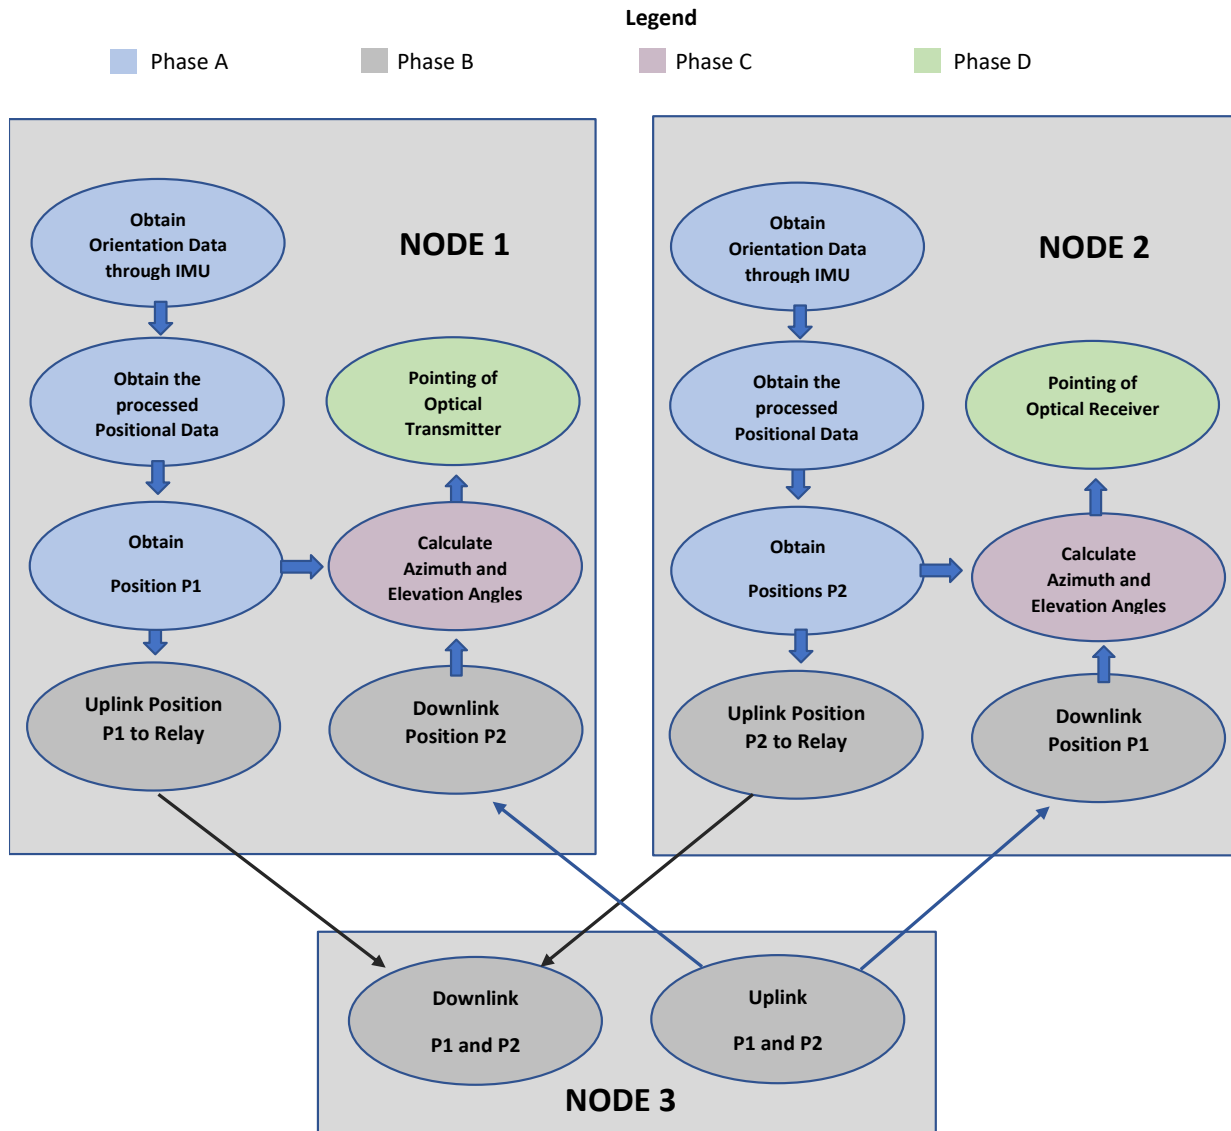 Legend
Phase A
Phase B
Phase C
Phase D
NODE 1
Obtain
Orientation Data
through IMU
Obtain the
processed
Positional Data
Pointing of
Optical
Transmitter
Obtain
Position P1
Calculate
Azimuth and
Elevation Angles
Uplink Position
P1 to Relay
Downlink
Position P2
NODE 2
Obtain
Orientation Data
through IMU
Obtain the
processed
Positional Data
Pointing of
Optical Receiver
Obtain
Positions P2
Calculate
Azimuth and
Elevation Angles
Uplink Position
P2 to Relay
Downlink
Position P1
Downlink
P1 and P2
Uplink
P1 and P2
NODE 3